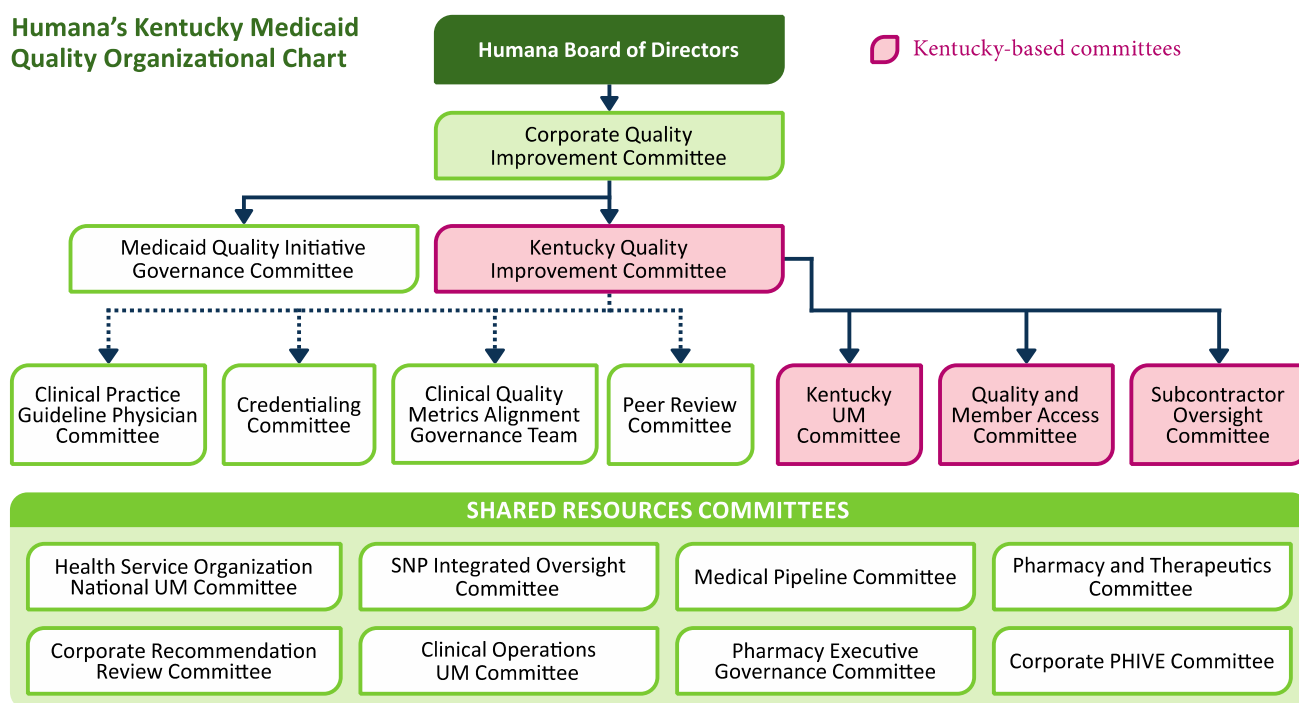 Humana’s Kentucky Medicaid
Quality Organizational Chart
Humana Board of Directors
Kentucky-based committees
Corporate Quality
Improvement Committee
Medicaid Quality Initiative
Governance Committee
Kentucky Quality
Improvement Committee
Clinical Practice
Guideline Physician
Committee
Credentialing
Committee
Clinical Quality
Metrics Alignment
Governance Team
Peer Review
Committee
Kentucky
UM
Committee
Quality and
Member Access
Committee
Subcontractor
Oversight
Committee
SHARED RESOURCES COMMITTEES
Health Service Organization
National UM Committee
SNP Integrated Oversight
Committee
Medical Pipeline Committee
Pharmacy and Therapeutics
Committee
Corporate Recommendation
Review Committee
Clinical Operations
UM Committee
Pharmacy Executive
Governance Committee
Corporate PHIVE Committee